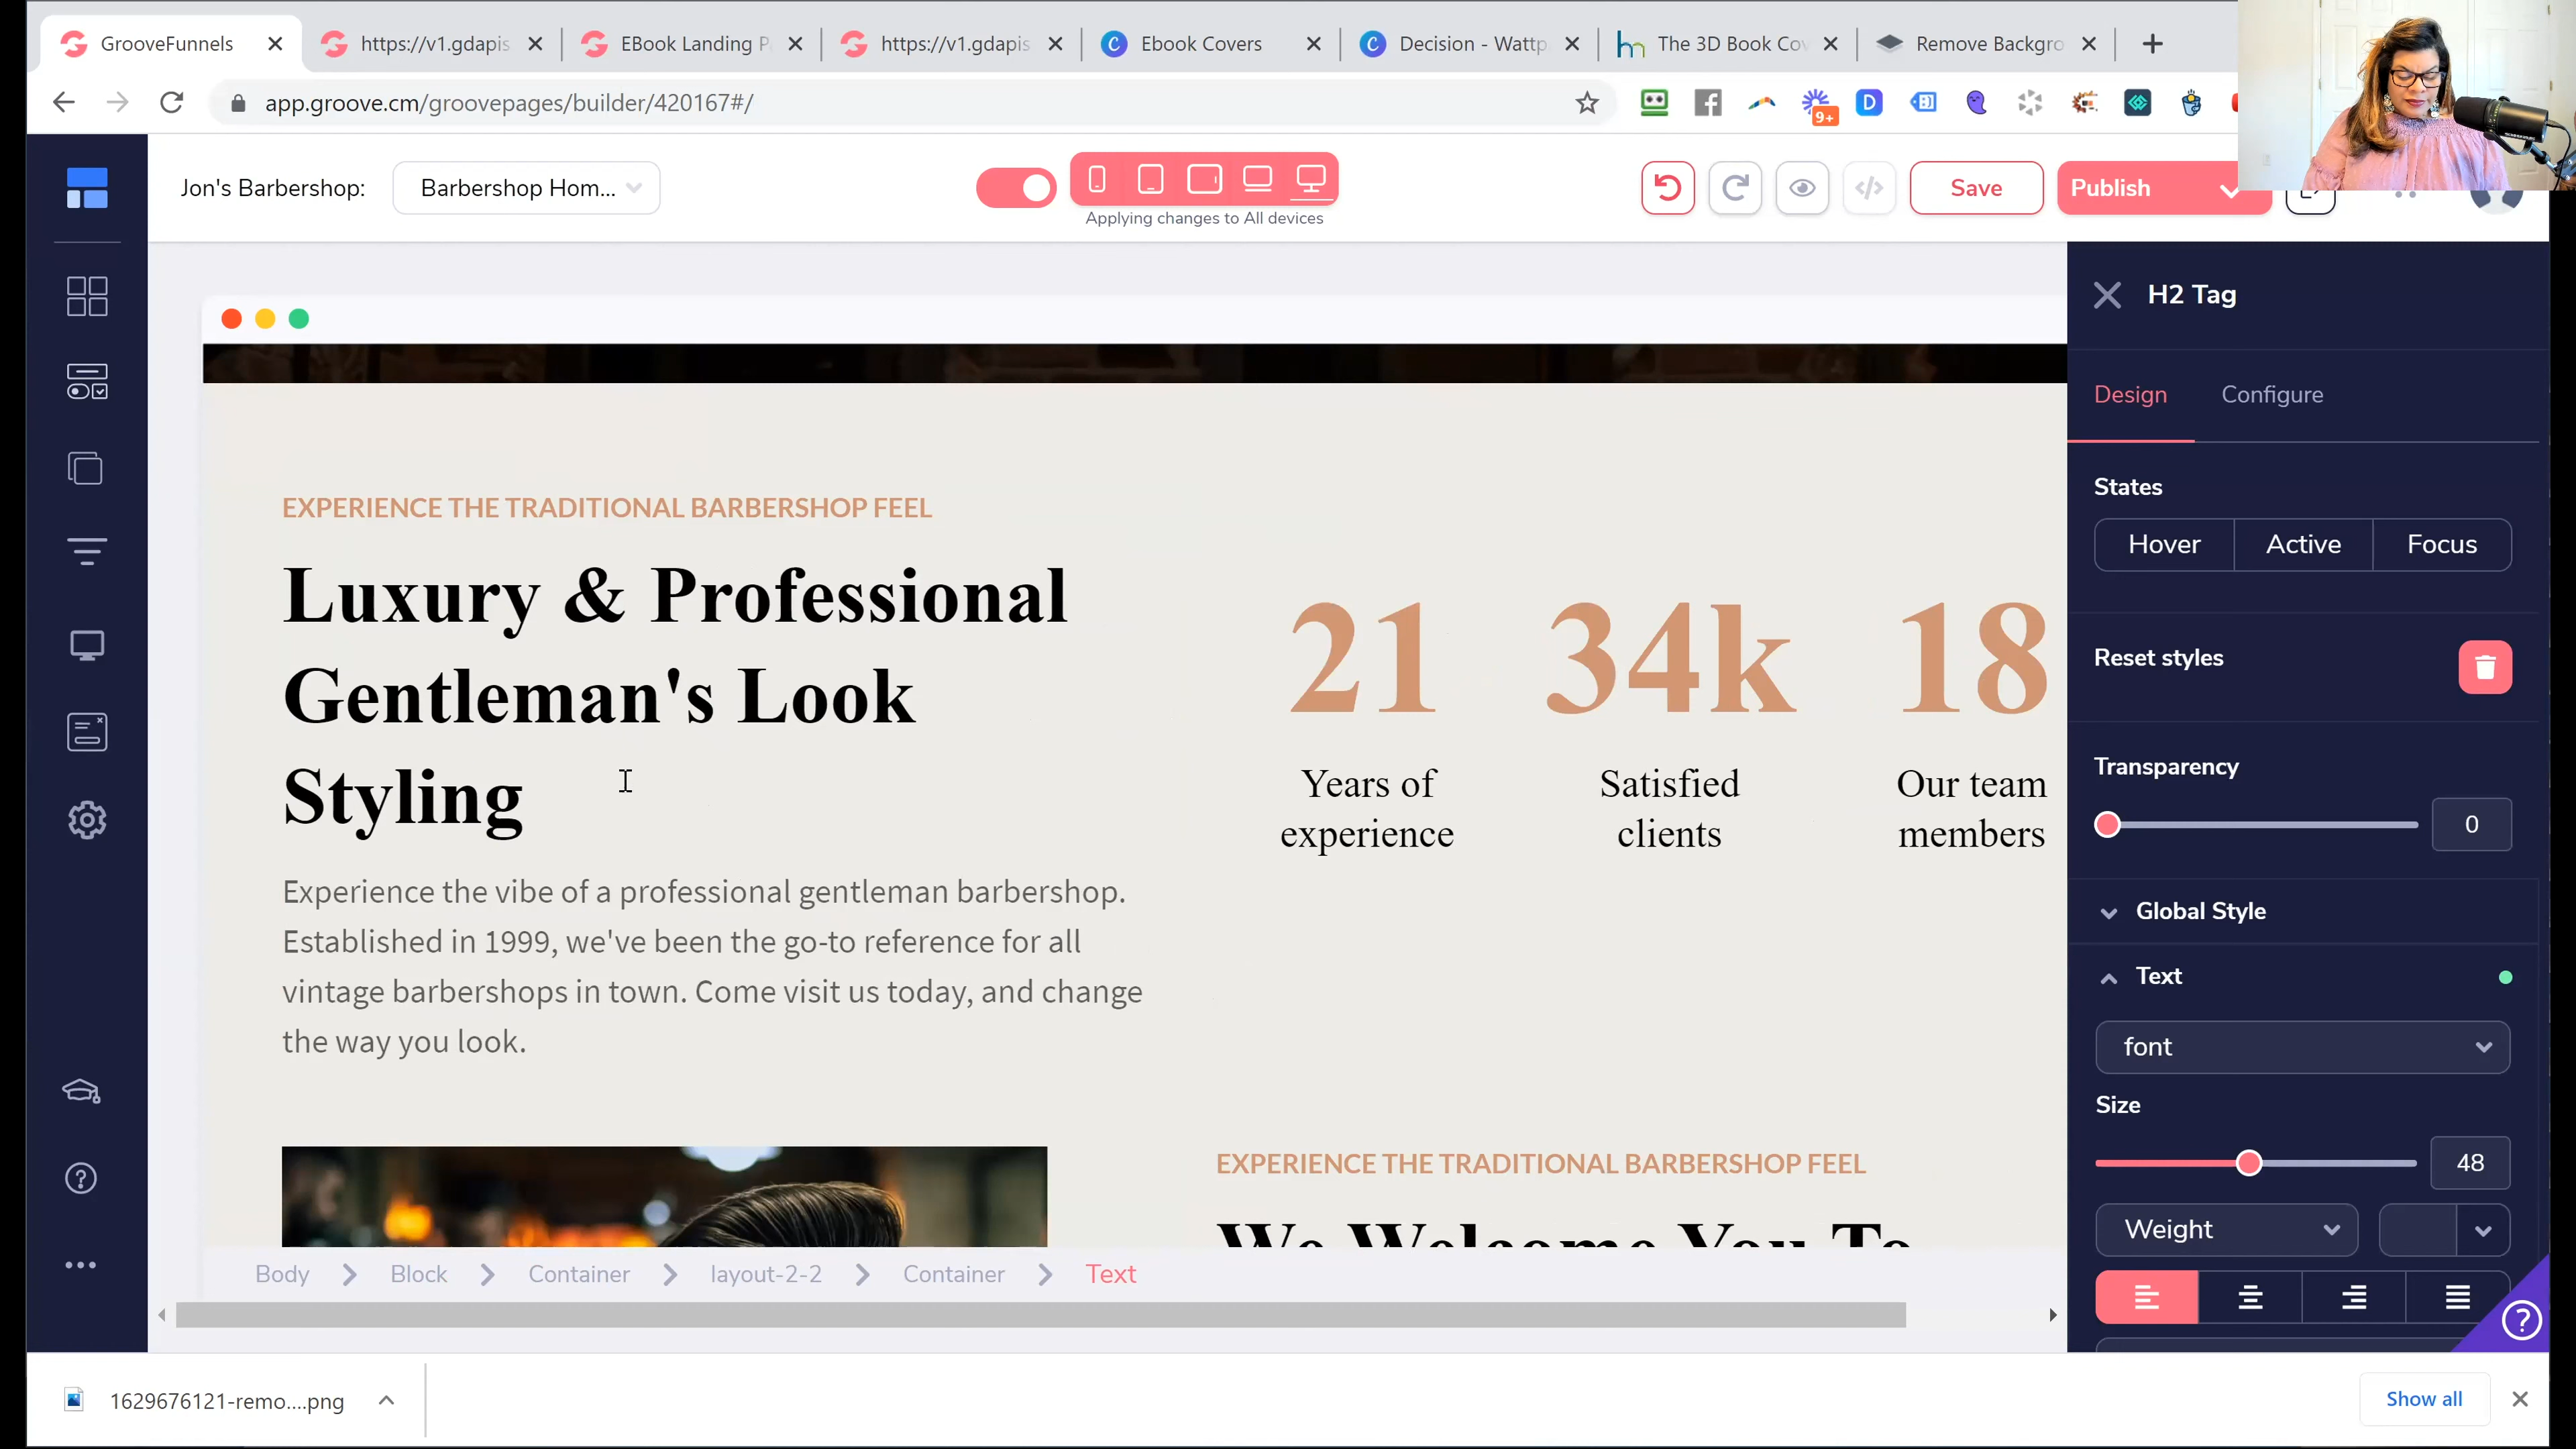 GrooveFunnels
https://v1.gdapis
EBook Landing P
https://v1.gdapis
Ebook Covers
Decision - Wattp
The 3D Book Cov
Remove Backgro
app.groove.cm/groovepages/builder/420167#/
9+
Jon's Barbershop:
Barbershop Hom...
Applying changes to All devices
Save
Publish
H2 Tag
Design
Configure
States
Hover
Active
Focus
Reset styles
Transparency
0
Global Style
Text
font
Size
48
Weight
EXPERIENCE THE TRADITIONAL BARBERSHOP FEEL
Luxury & Professional
Gentleman's Look
Styling
Experience the vibe of a professional gentleman barbershop.
Established in 1999, we've been the go-to reference for all
vintage barbershops in town. Come visit us today, and change
the way you look.
21
Years of
experience
34k
Satisfied
clients
18
Our team
members
EXPERIENCE THE TRADITIONAL BARBERSHOP FEEL
We Welcome You To
Body
Block
Container
layout-2-2
Container
Text
1629676121-remo....png
Show all